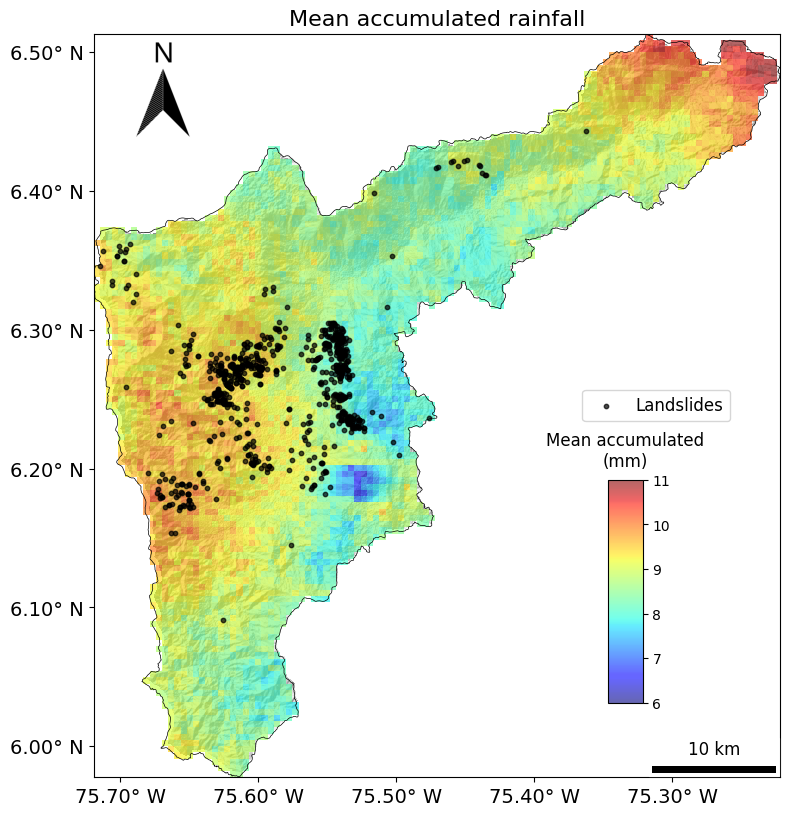 Mean accumulated rainfall
N
6.50° N
6.40° N
6.30° N
6.20° N
6.10° N
6.00° N
Landslides
Mean accumulated
(mm)
11
10
9
8
7
6
10 km
75.70° W
75.60° W
75.50° W
75.40° W
75.30° W